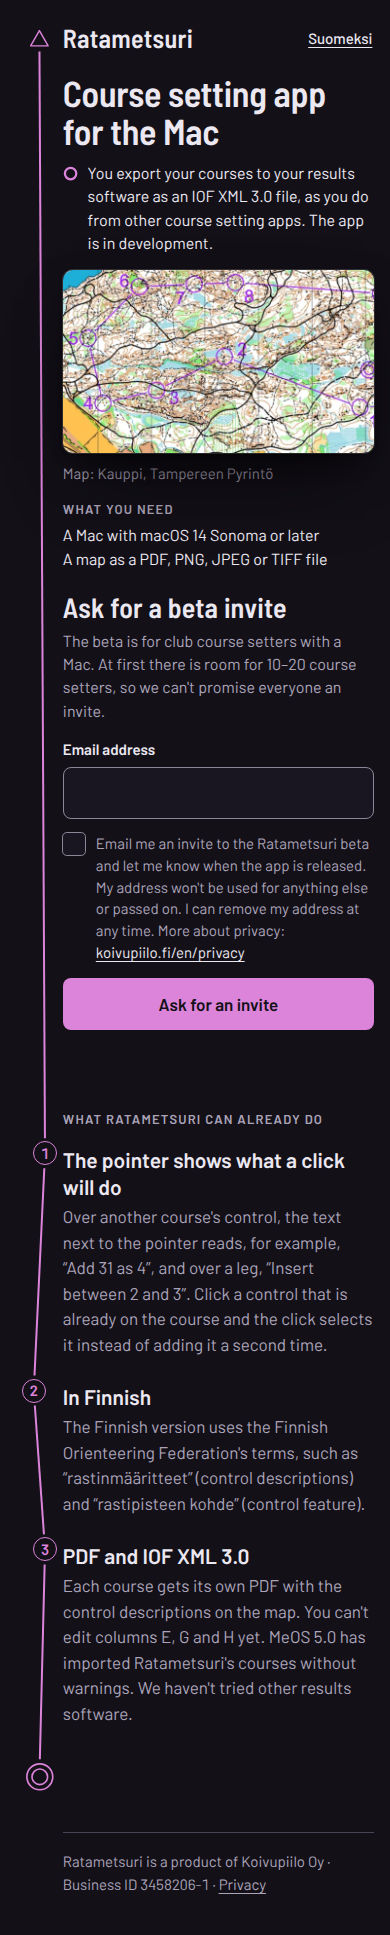 Ratametsuri
Suomeksi
Course setting app
for the Mac
You export your courses to your results
software as an IOF XML 3.0 file, as you do
from other course setting apps. The app
is in development.
6
7
8
5
2
4
3
Map: Kauppi, Tampereen Pyrintö
WHAT YOU NEED
A Mac with macOS 14 Sonoma or later
A map as a PDF, PNG, JPEG or TIFF file
Ask for a beta invite
The beta is for club course setters with a
Mac. At first there is room for 10–20 course
setters, so we can't promise everyone an
invite.
Email address
Email me an invite to the Ratametsuri beta
and let me know when the app is released.
My address won't be used for anything else
or passed on. I can remove my address at
any time. More about privacy:
koivupiilo.fi/en/privacy
Ask for an invite
WHAT RATAMETSURI CAN ALREADY DO
1
The pointer shows what a click
will do
Over another course's control, the text
next to the pointer reads, for example,
“Add 31 as 4”, and over a leg, “Insert
between 2 and 3”. Click a control that is
already on the course and the click selects
it instead of adding it a second time.
2
In Finnish
The Finnish version uses the Finnish
Orienteering Federation's terms, such as
“rastinmääritteet” (control descriptions)
and “rastipisteen kohde” (control feature).
3
PDF and IOF XML 3.0
Each course gets its own PDF with the
control descriptions on the map. You can't
edit columns E, G and H yet. MeOS 5.0 has
imported Ratametsuri's courses without
warnings. We haven't tried other results
software.
Ratametsuri is a product of Koivupiilo Oy ·
Business ID 3458206-1 · Privacy